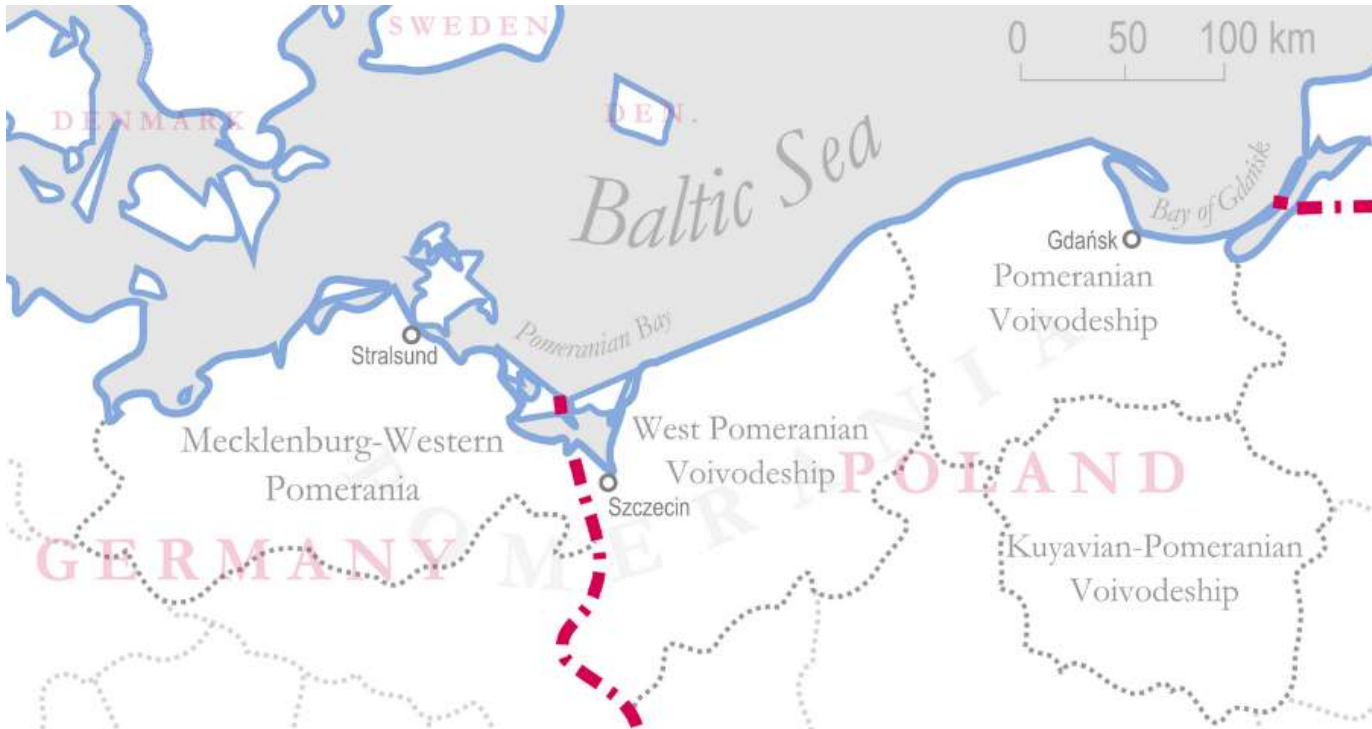 SWEDEN
0 50 100 km
DENMARK
DEN.
Baltic Sea
Bay of Gdańsk
Gdańsk
Pomeranian
Voivodeship
Pomeranian Bay
Stralsund
POMERANIA
Mecklenburg-Western
Pomerania
West Pomeranian
Voivodeship
POLAND
Szczecin
GERMANY
Kuyavian-Pomeranian
Voivodeship